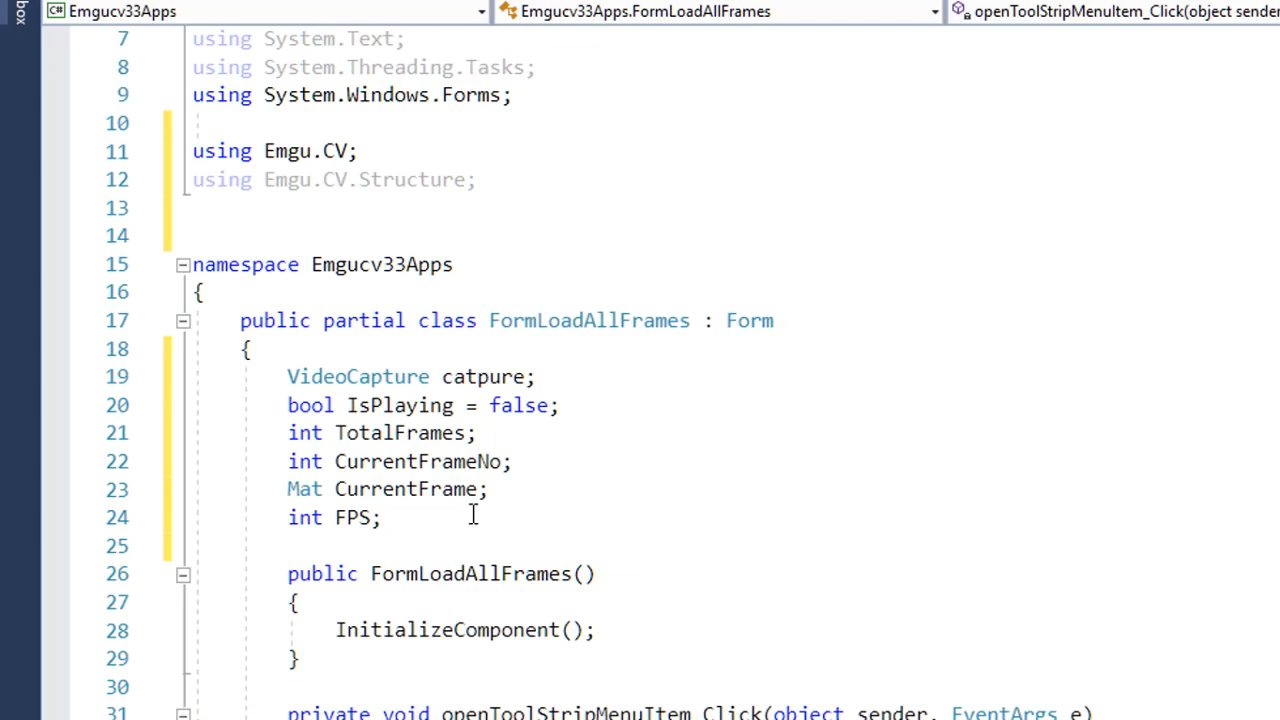 box
C# Emgucv33Apps
Emgucv33Apps.FormLoadAllFrames
openToolStripMenuItem_Click(object sender
7 using System.Text;
8 using System.Threading.Tasks;
9 using System.Windows.Forms;
10
11 using Emgu.CV;
12 using Emgu.CV.Structure;
13
14
15 namespace Emgucv33Apps
16 {
17 public partial class FormLoadAllFrames : Form
18 {
19 VideoCapture catpure;
20 bool IsPlaying = false;
21 int TotalFrames;
22 int CurrentFrameNo;
23 Mat CurrentFrame;
24 int FPS;
25
26 public FormLoadAllFrames()
27 {
28 InitializeComponent();
29 }
30
31 private void openToolStripMenuItem_Click(object sender, EventArgs e)